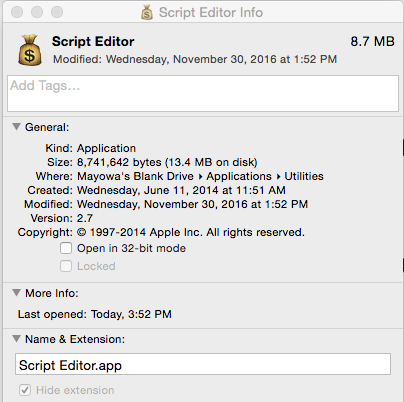 Script Editor Info
Script Editor 8.7 MB
Modified: Wednesday, November 30, 2016 at 1:52 PM
Add Tags...
General:
Kind: Application
Size: 8,741,642 bytes (13.4 MB on disk)
Where: Mayowa's Blank Drive ▸ Applications ▸ Utilities
Created: Wednesday, June 11, 2014 at 11:51 AM
Modified: Wednesday, November 30, 2016 at 1:52 PM
Version: 2.7
Copyright: © 1997-2014 Apple Inc. All rights reserved.
Open in 32-bit mode
Locked
More Info:
Last opened: Today, 3:52 PM
Name & Extension:
Script Editor.app
Hide extension